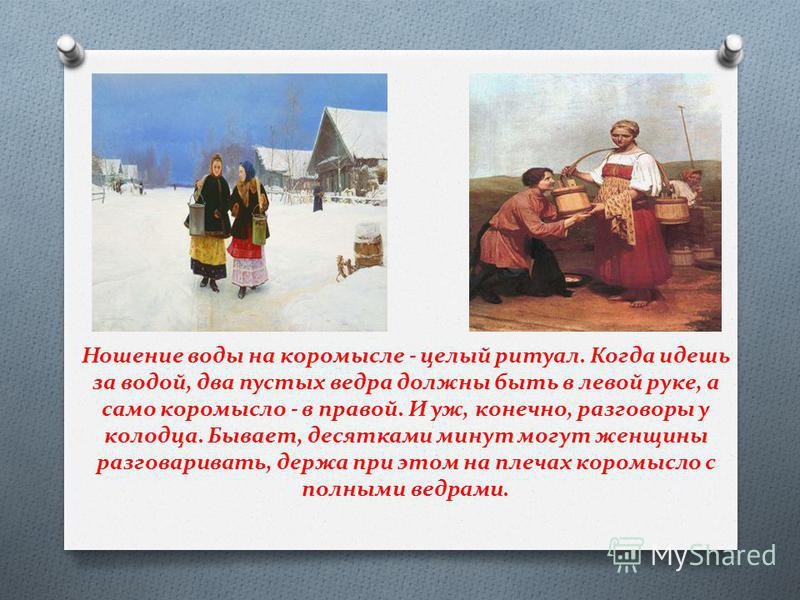 Ношение воды на коромысле - целый ритуал. Когда идешь
за водой, два пустых ведра должны быть в левой руке, а
само коромысло - в правой. И уж, конечно, разговоры у
колодца. Бывает, десятками минут могут женщины
разговаривать, держа при этом на плечах коромысло с
полными ведрами.
MyShared